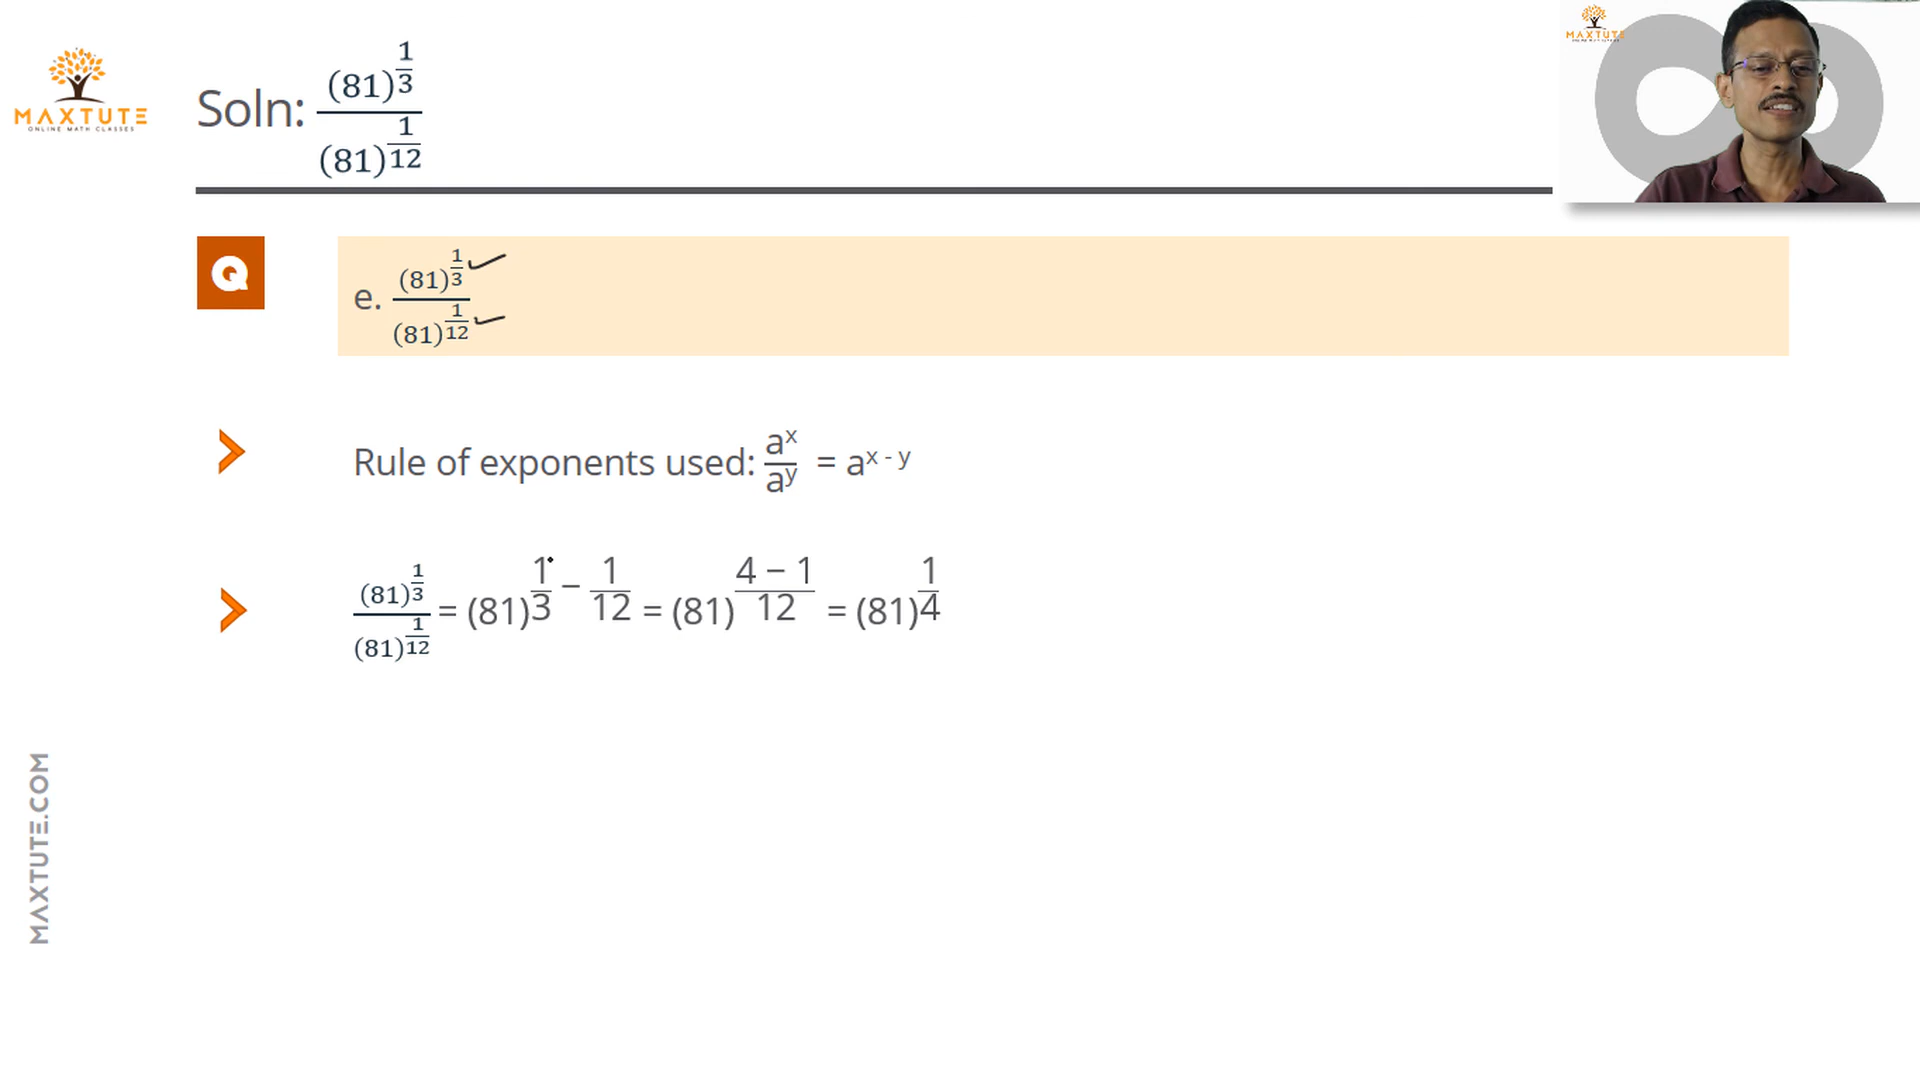 MAXTUTE
ONLINE MATH CLASSES
Soln: (81)^(1/3) / (81)^(1/12)
MAXTUTE
Q
e. (81)^(1/3) / (81)^(1/12)
Rule of exponents used: a^x / a^y = a^(x - y)
(81)^(1/3) / (81)^(1/12) = (81)^(1/3 − 1/12) = (81)^((4 − 1)/12) = (81)^(1/4)
MAXTUTE.COM